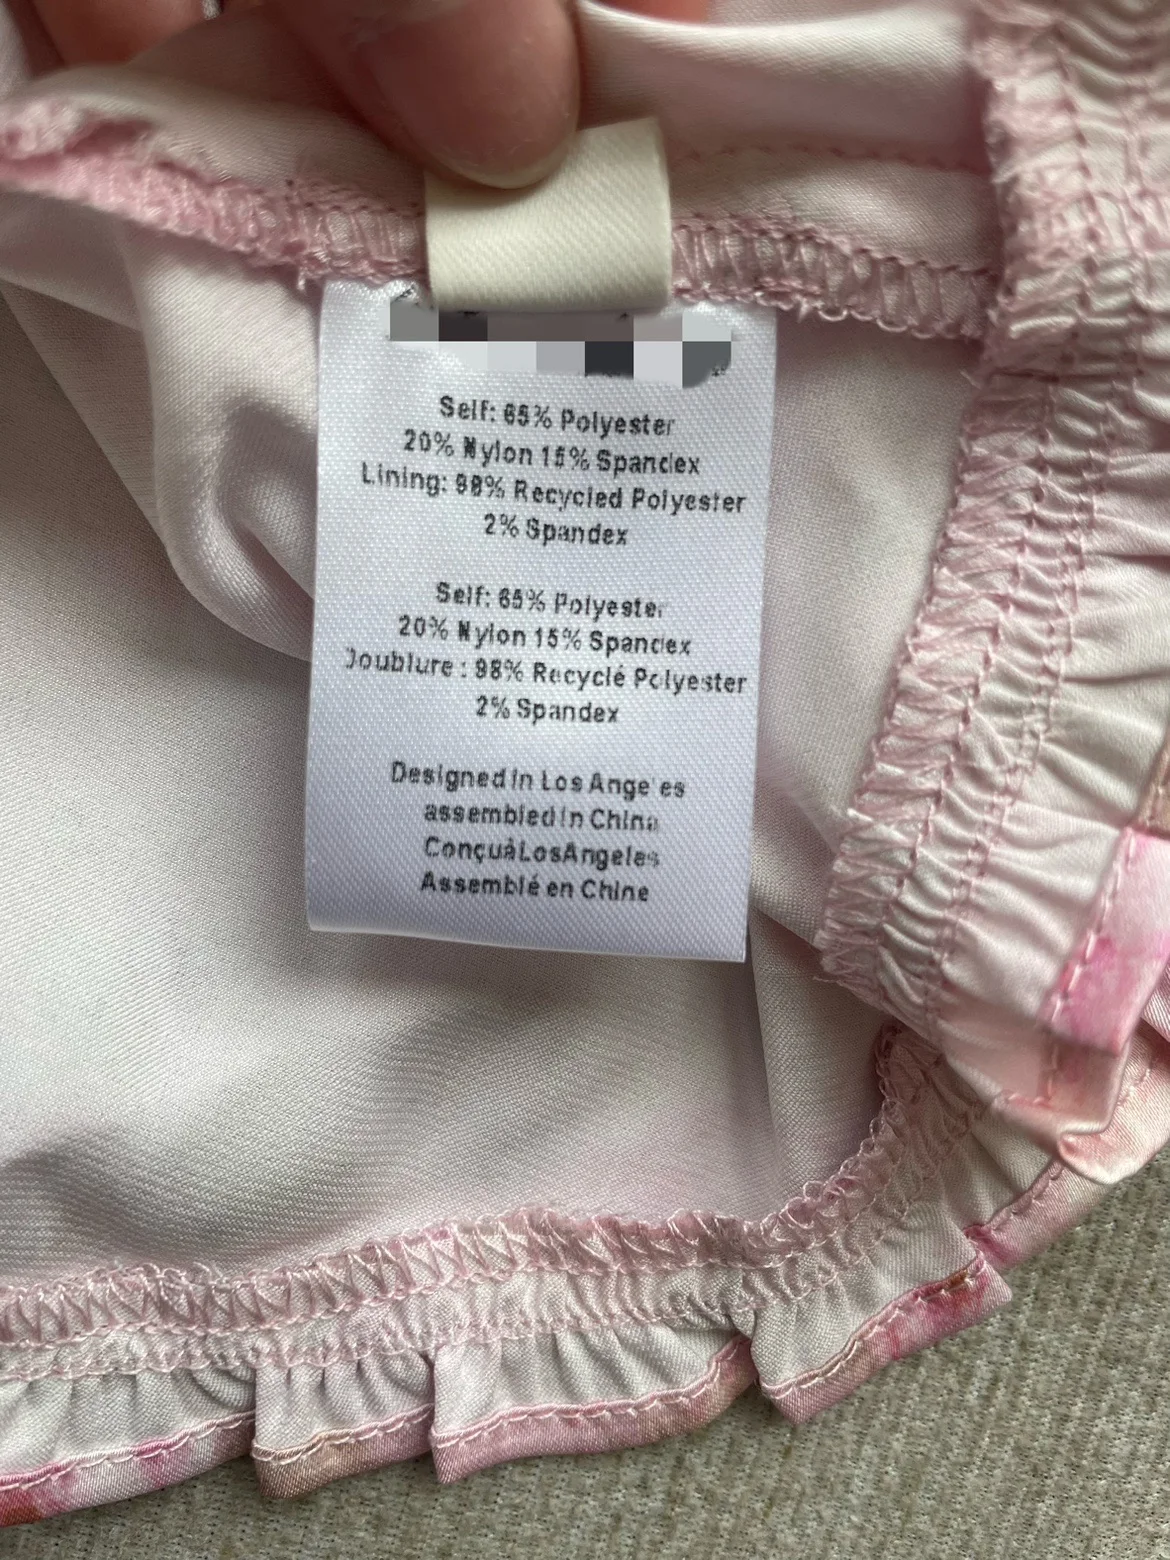 Self: 65% Polyester
20% Nylon 15% Spandex
Lining: 98% Recycled Polyester
2% Spandex
Self: 65% Polyester
20% Nylon 15% Spandex
Doublure : 98% Recyclé Polyester
2% Spandex
Designed In Los Angeles
assembled In China
ConçuàLosAngeles
Assemblé en Chine